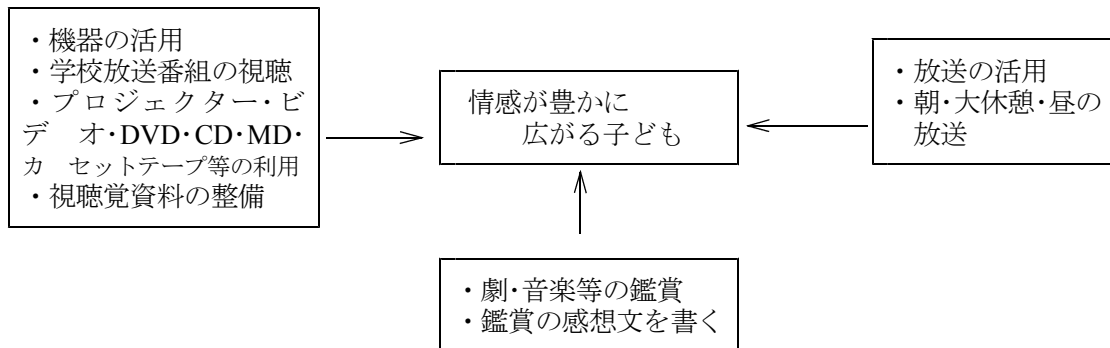 ・機器の活用
・学校放送番組の視聴
・プロジェクター・ビ
デ　オ・DVD・CD・MD・
カ　セットテープ等の利用
・視聴覚資料の整備
情感が豊かに
広がる子ども
・放送の活用
・朝・大休憩・昼の
放送
・劇・音楽等の鑑賞
・鑑賞の感想文を書く